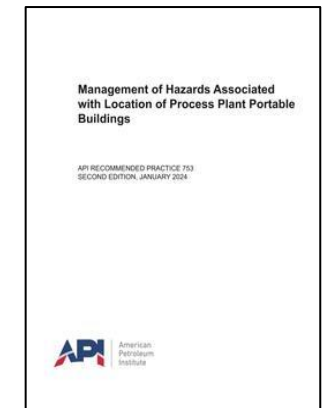 Management of Hazards Associated
with Location of Process Plant Portable
Buildings
API RECOMMENDED PRACTICE 753
SECOND EDITION, JANUARY 2024
API
American
Petroleum
Institute